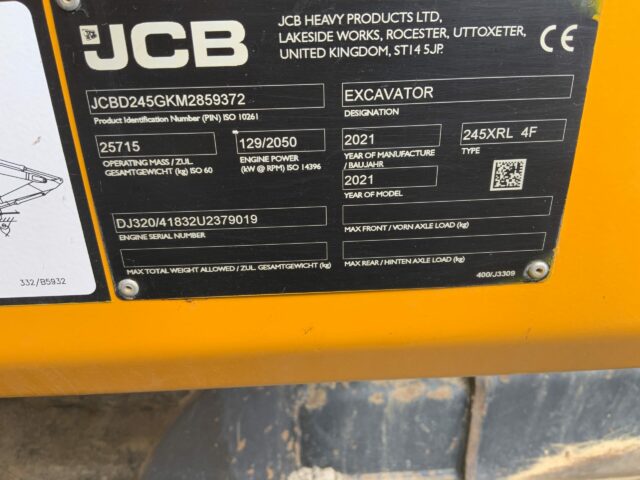 JCB
JCB HEAVY PRODUCTS LTD,
LAKESIDE WORKS, ROCESTER, UTTOXETER,
UNITED KINGDOM, ST14 5JP.
CE
JCBD245GKM2859372
Product Identification Number (PIN) ISO 10261
EXCAVATOR
DESIGNATION
25715
OPERATING MASS / ZUL.
GESAMTGEWICHT (kg) ISO 60
** 129/2050
ENGINE POWER
(kW @ RPM) ISO 14396
2021
YEAR OF MANUFACTURE
/ BAUJAHR
245XRL 4F
TYPE
2021
YEAR OF MODEL
DJ320/41832U2379019
ENGINE SERIAL NUMBER
MAX FRONT / VORN AXLE LOAD (kg)
MAX TOTAL WEIGHT ALLOWED / ZUL. GESAMTGEWICHT (kg)
MAX REAR / HINTEN AXLE LOAD (kg)
400/J3309
332/B5932